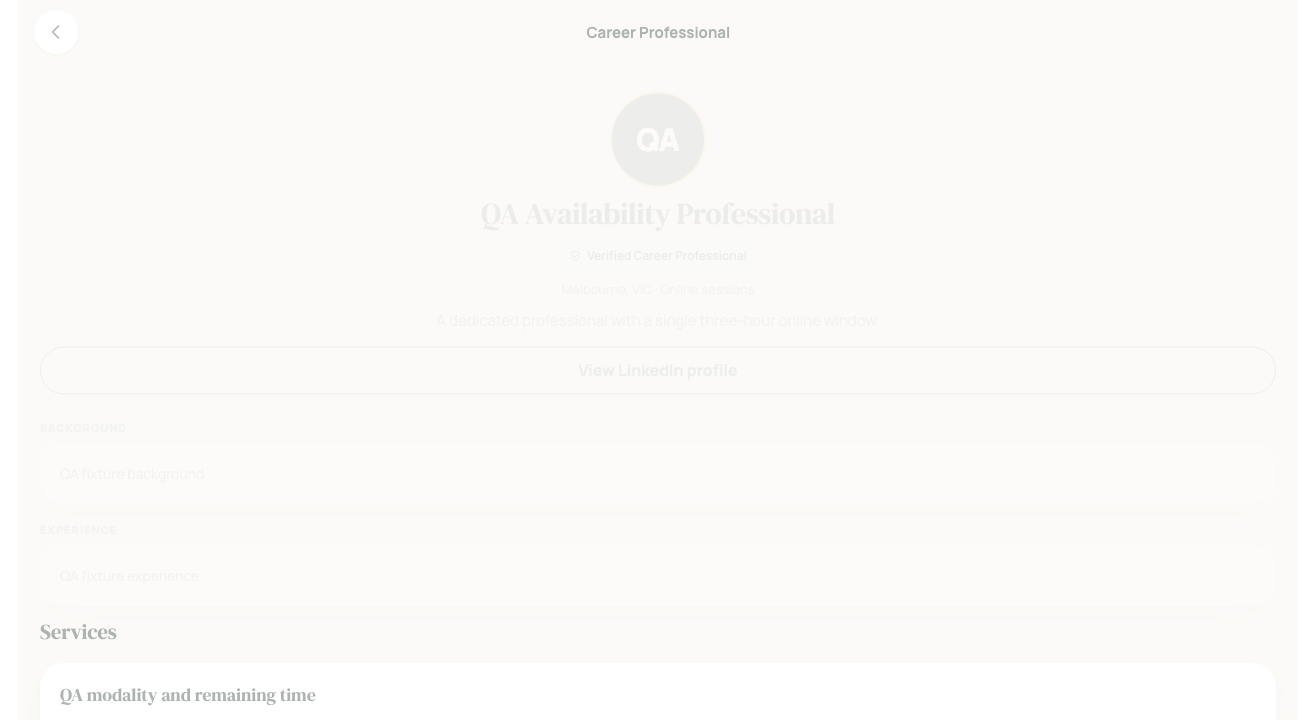 Career Professional
QA
QA Availability Professional
Verified Career Professional
Melbourne, VIC · Online sessions
A dedicated professional with a single three-hour online window.
View LinkedIn profile
BACKGROUND
QA fixture background
EXPERIENCE
QA fixture experience
Services
QA modality and remaining time